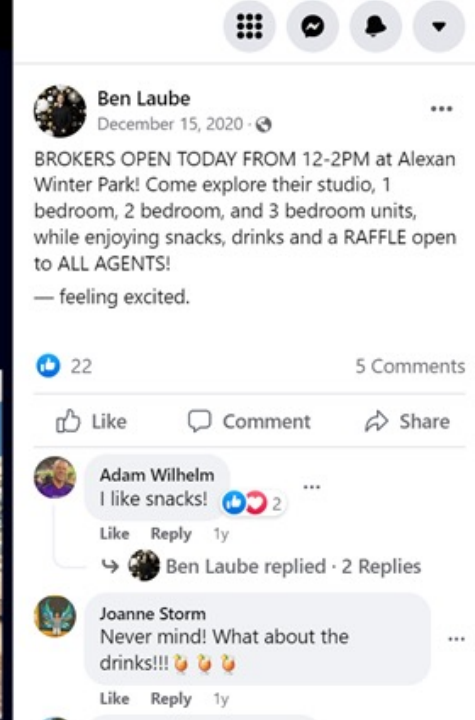 Ben Laube
December 15, 2020 ·
BROKERS OPEN TODAY FROM 12-2PM at Alexan
Winter Park! Come explore their studio, 1
bedroom, 2 bedroom, and 3 bedroom units,
while enjoying snacks, drinks and a RAFFLE open
to ALL AGENTS!
— feeling excited.
22 5 Comments
Like Comment Share
Adam Wilhelm
I like snacks!
2
Like Reply 1y
Ben Laube replied · 2 Replies
Joanne Storm
Never mind! What about the
drinks!!!🍹🍹🍹
Like Reply 1y